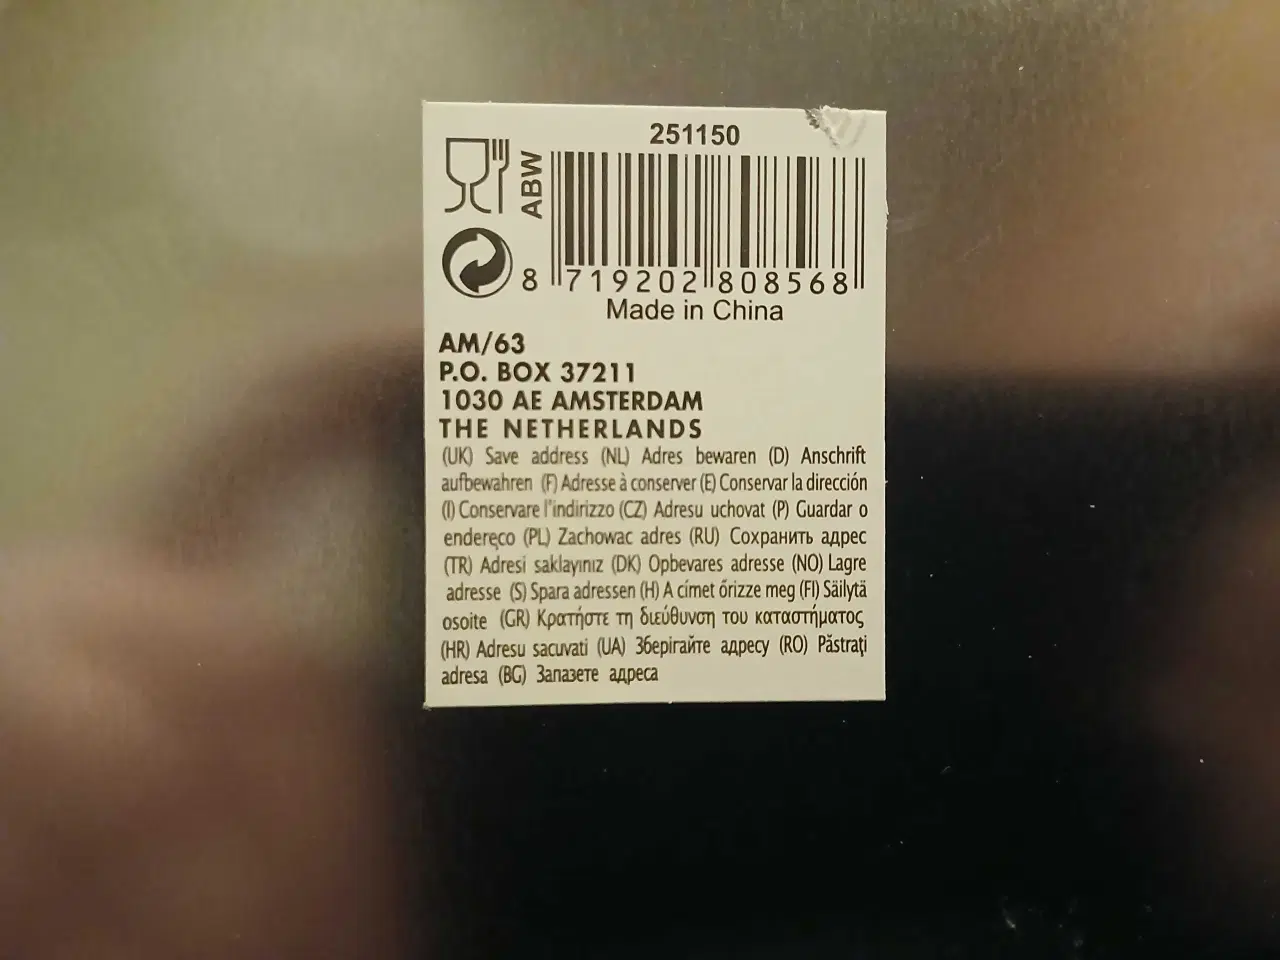 251150
ABW
8 719202 808568
Made in China
AM/63
P.O. BOX 37211
1030 AE AMSTERDAM
THE NETHERLANDS
(UK) Save address (NL) Adres bewaren (D) Anschrift
aufbewahren (F) Adresse à conserver (E) Conservar la dirección
(I) Conservare l'indirizzo (CZ) Adresu uchovat (P) Guardar o
endereço (PL) Zachowac adres (RU) Сохранить адрес
(TR) Adresi saklayınız (DK) Opbevares adresse (NO) Lagre
adresse (S) Spara adressen (H) A címet őrizze meg (FI) Säilytä
osoite (GR) Κρατήστε τη διεύθυνση του καταστήματος
(HR) Adresu sacuvati (UA) Зберігайте адресу (RO) Păstraţi
adresa (BG) Запазете адреса